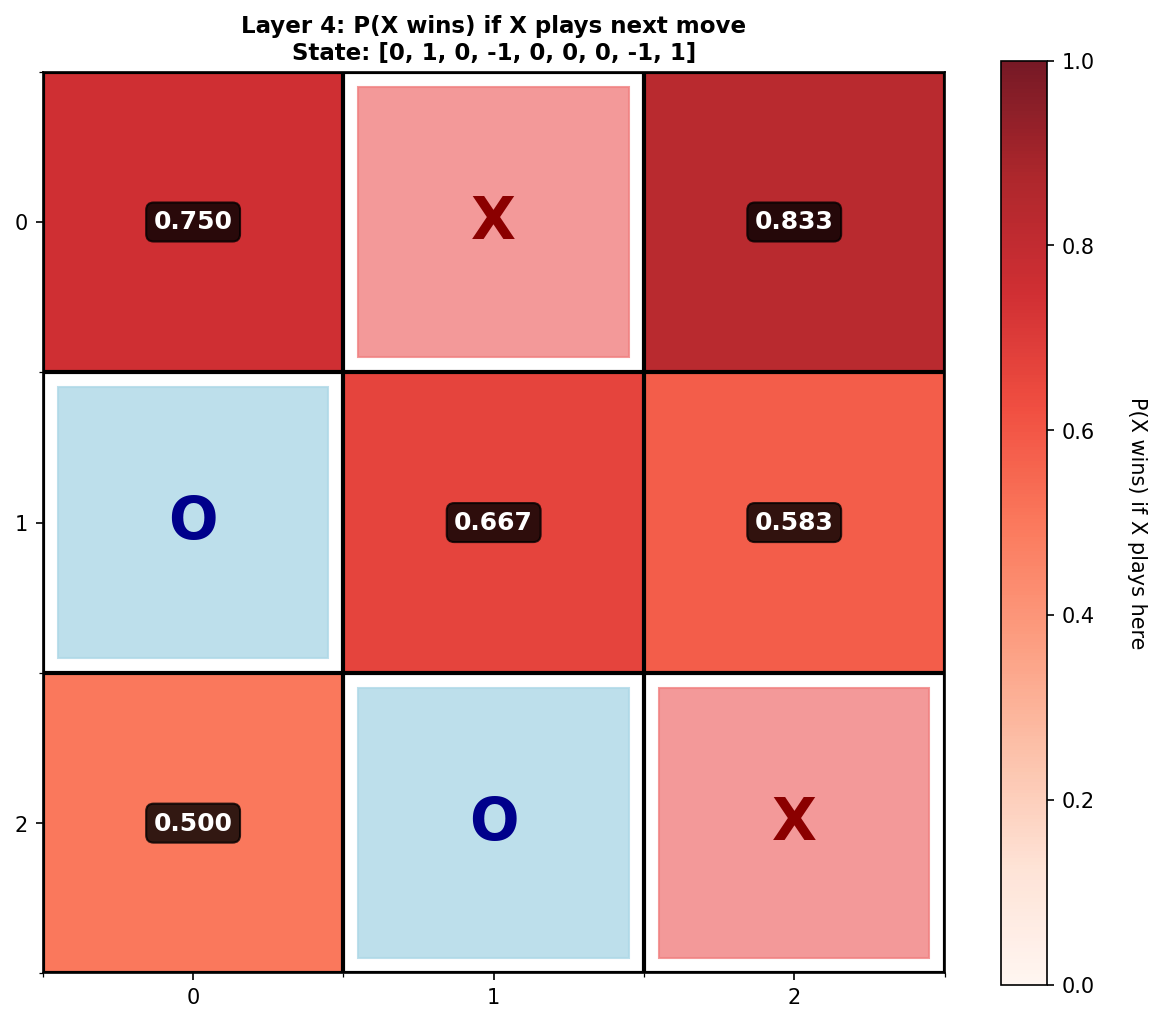 Layer 4: P(X wins) if X plays next move
State: [0, 1, 0, -1, 0, 0, 0, -1, 1]
0.750
X
0.833
O
0.667
0.583
0.500
O
X
0
1
2
0
1
2
1.0
0.8
0.6
0.4
0.2
0.0
P(X wins) if X plays here